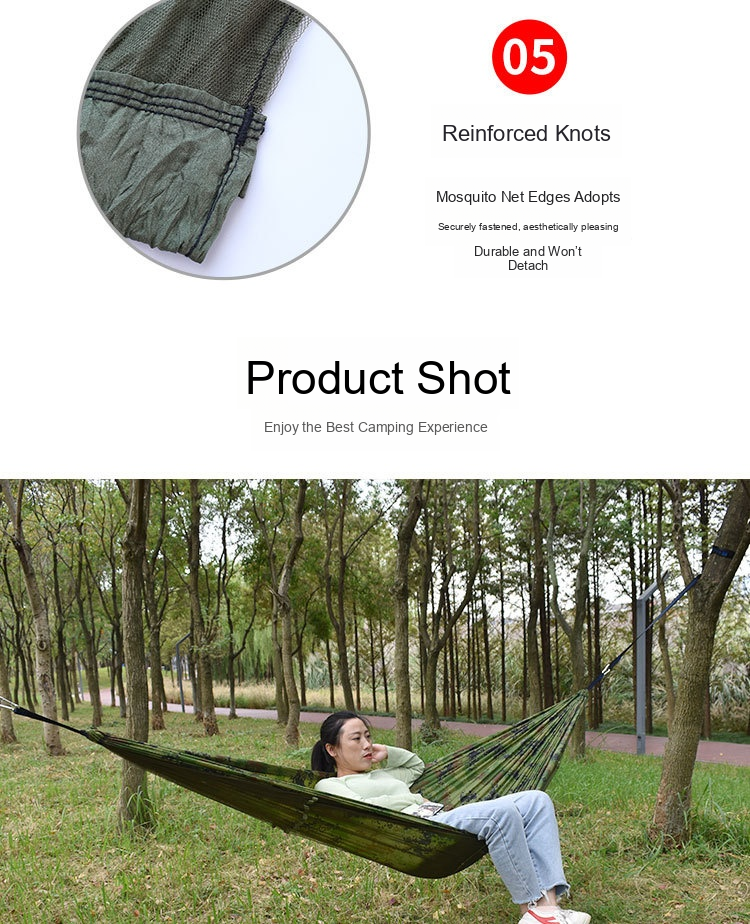 05
Reinforced Knots
Mosquito Net Edges Adopts
Securely fastened, aesthetically pleasing
Durable and Won't
Detach
Product Shot
Enjoy the Best Camping Experience